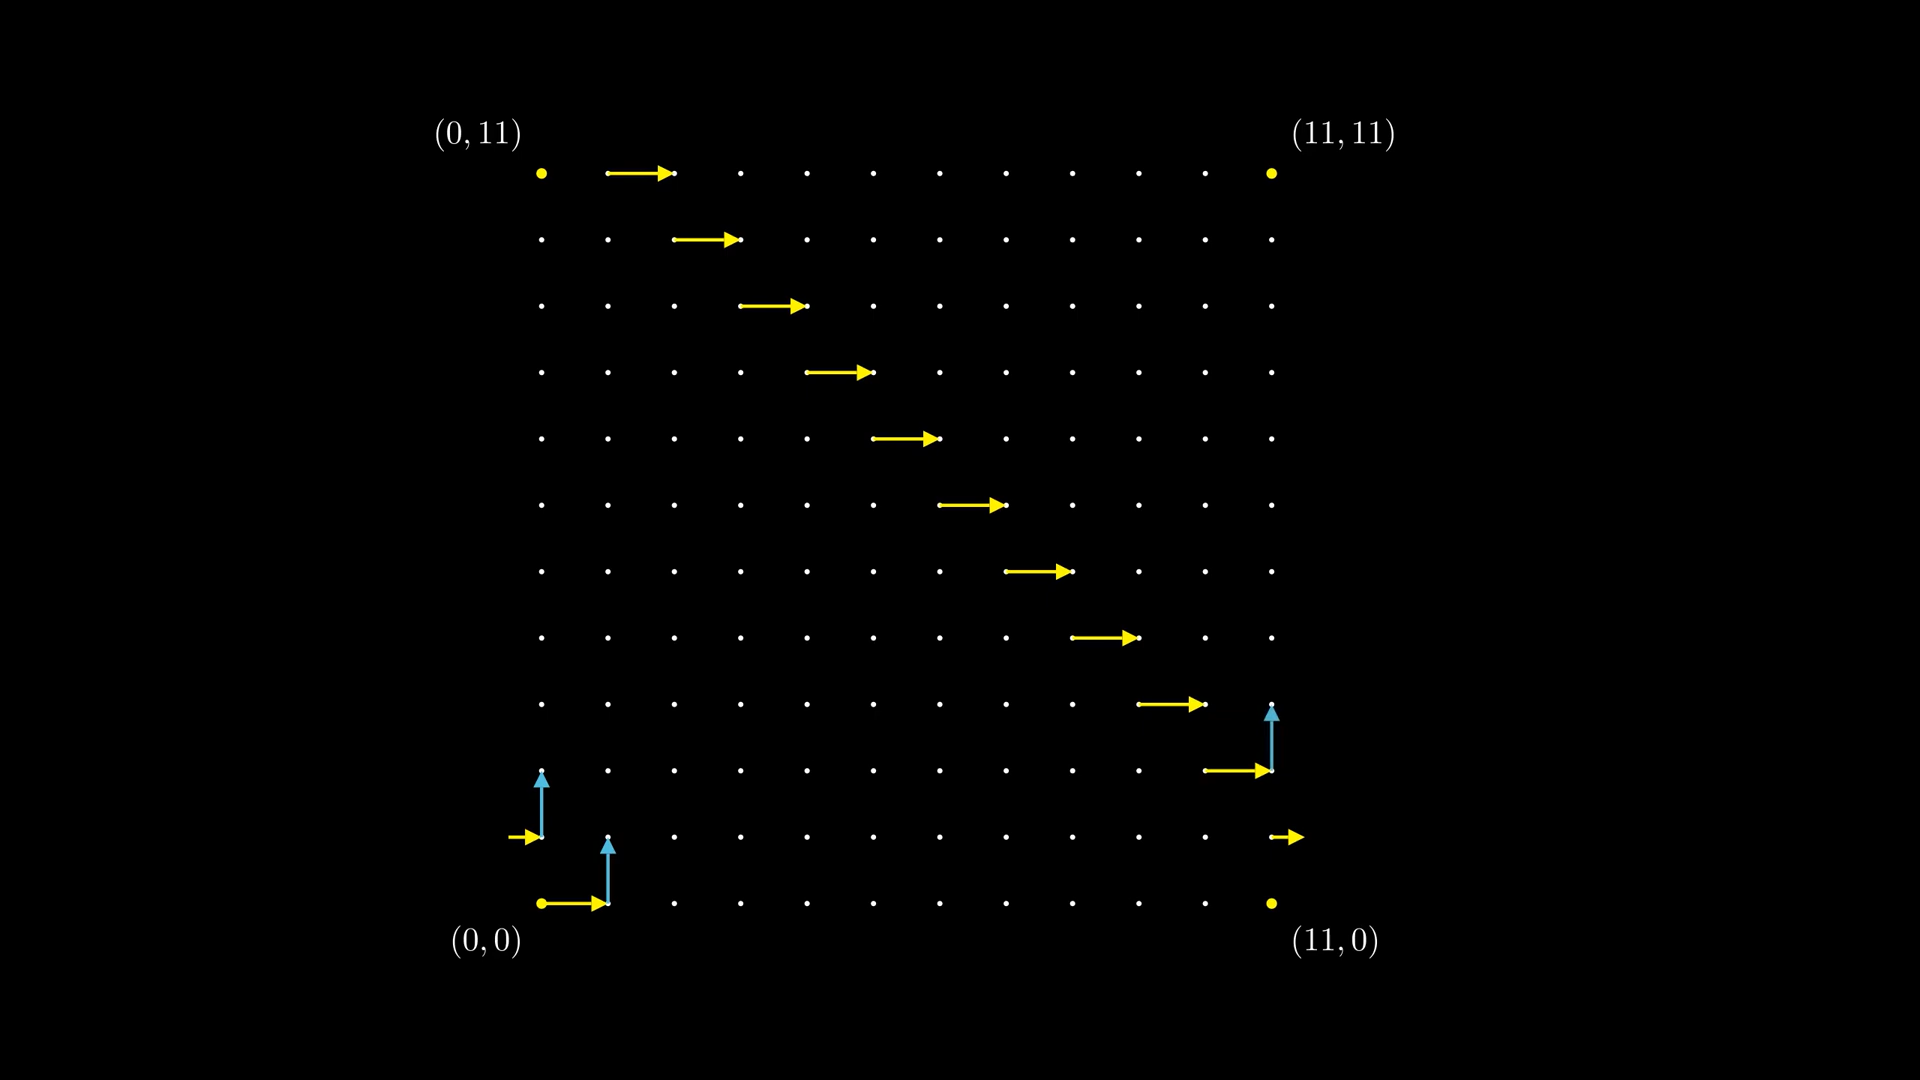 (0, 11)
(11, 11)
(0, 0)
(11, 0)